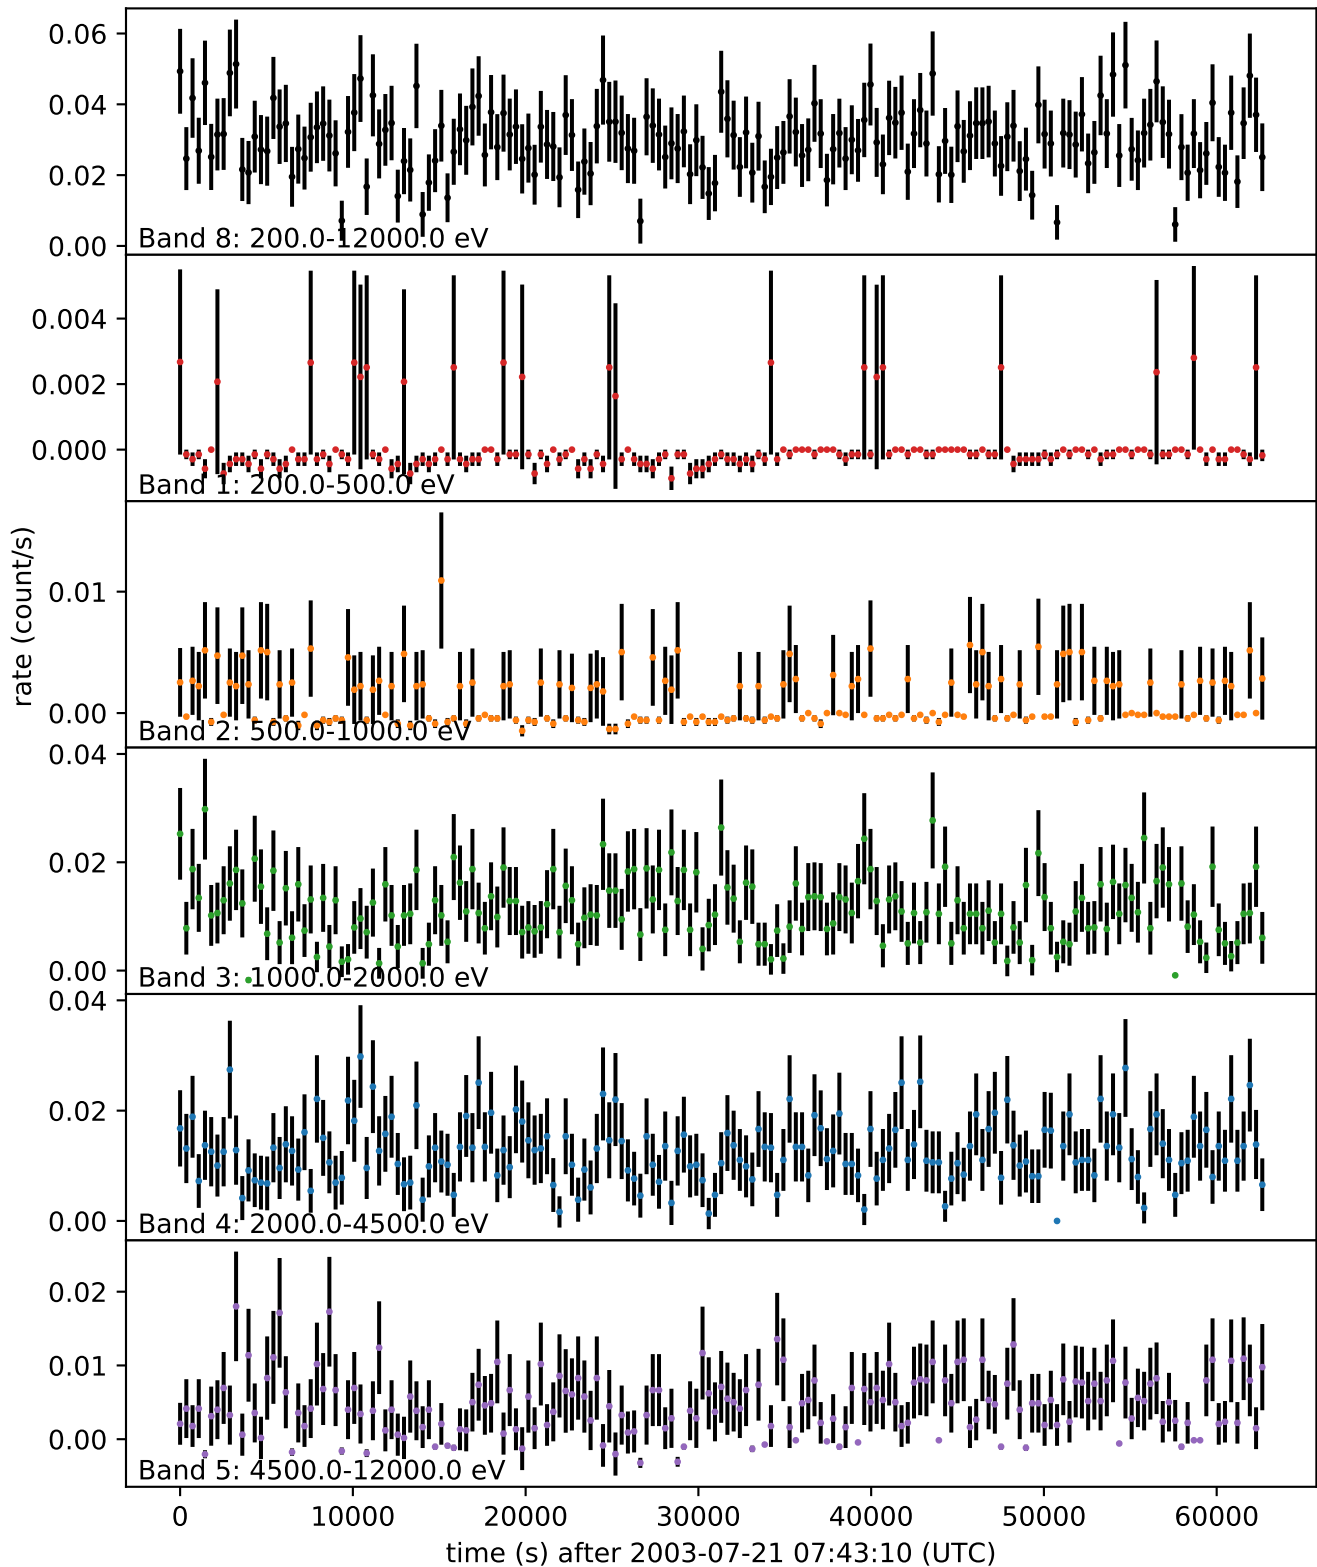 0.06
0.04
0.02
0.00
Band 8: 200.0-12000.0 eV
0.004
0.002
0.000
Band 1: 200.0-500.0 eV
rate (count/s)
0.01
0.00
Band 2: 500.0-1000.0 eV
0.04
0.02
0.00
Band 3: 1000.0-2000.0 eV
0.04
0.02
0.00
Band 4: 2000.0-4500.0 eV
0.02
0.01
0.00
Band 5: 4500.0-12000.0 eV
0 10000 20000 30000 40000 50000 60000
time (s) after 2003-07-21 07:43:10 (UTC)